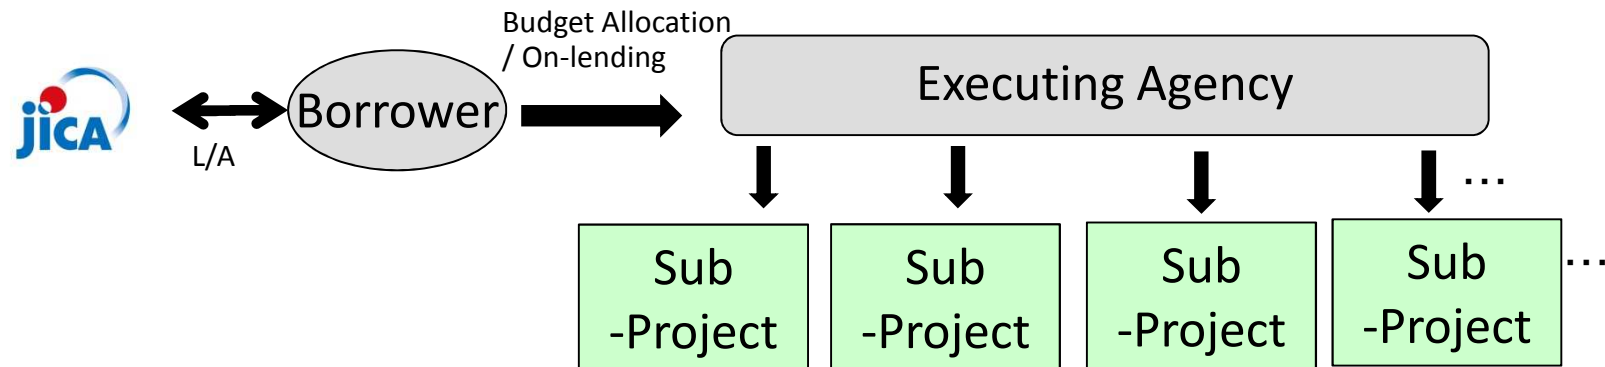 Budget Allocation
/ On-lending
Executing Agency
jICA
Borrower
L/A
...
Sub
-Project
Sub
-Project
Sub
-Project
Sub
-Project
...